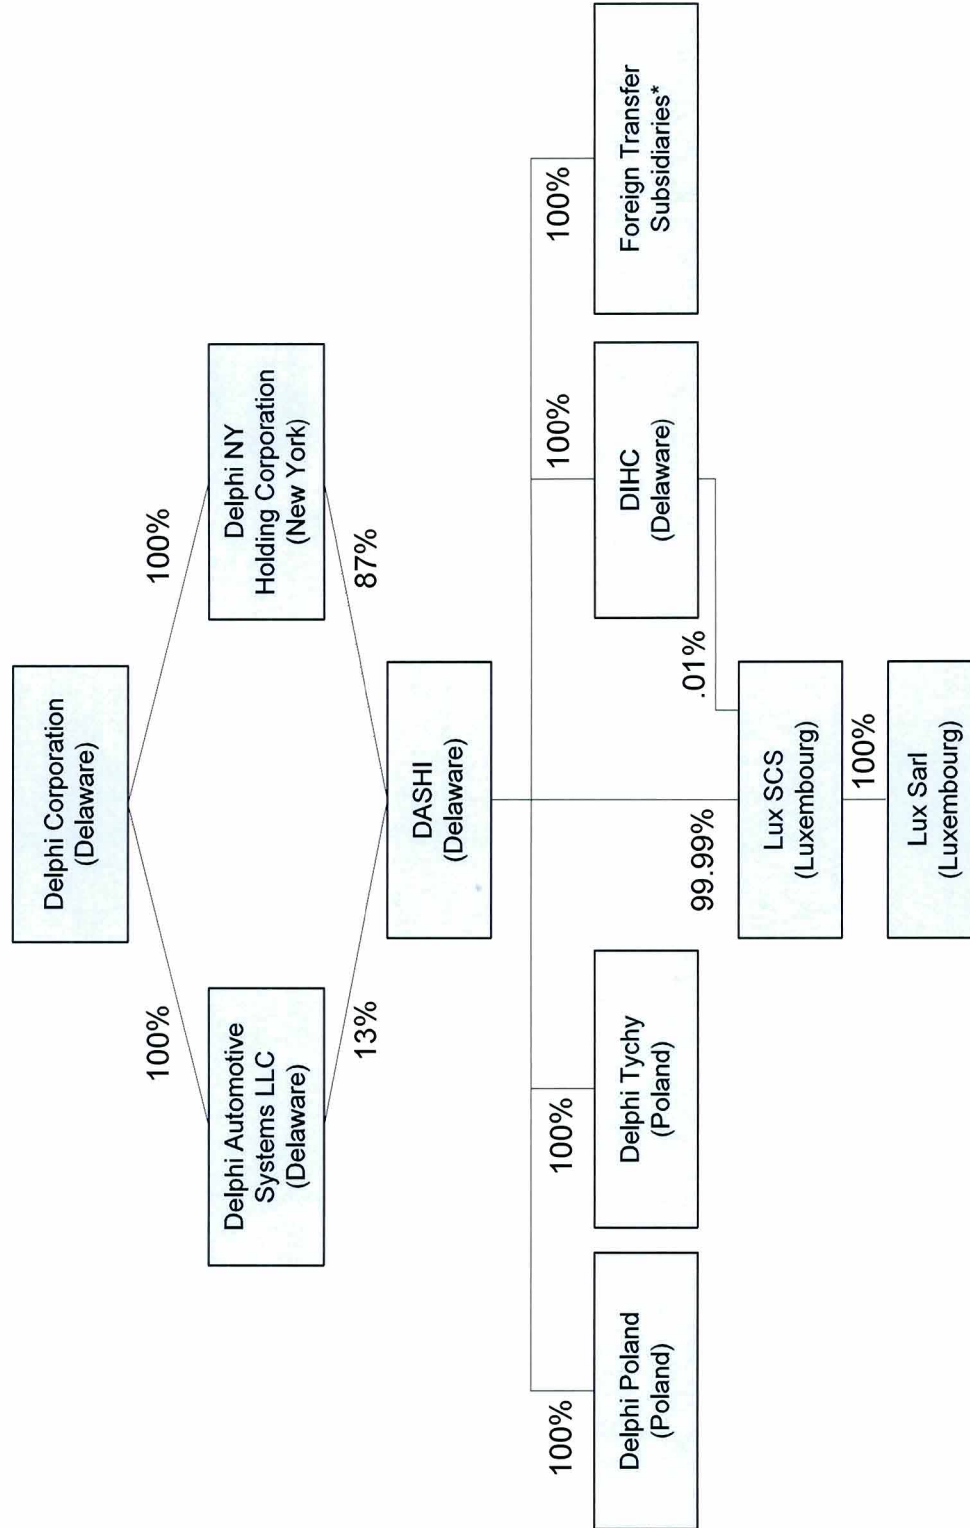 Delphi Corporation
(Delaware)
100%
100%
Delphi Automotive
Systems LLC
(Delaware)
Delphi NY
Holding Corporation
(New York)
13%
87%
DASHI
(Delaware)
100%
100%
100%
100%
Delphi Poland
(Poland)
Delphi Tychy
(Poland)
DIHC
(Delaware)
Foreign Transfer
Subsidiaries*
99.99%
.01%
Lux SCS
(Luxembourg)
100%
Lux Sarl
(Luxembourg)